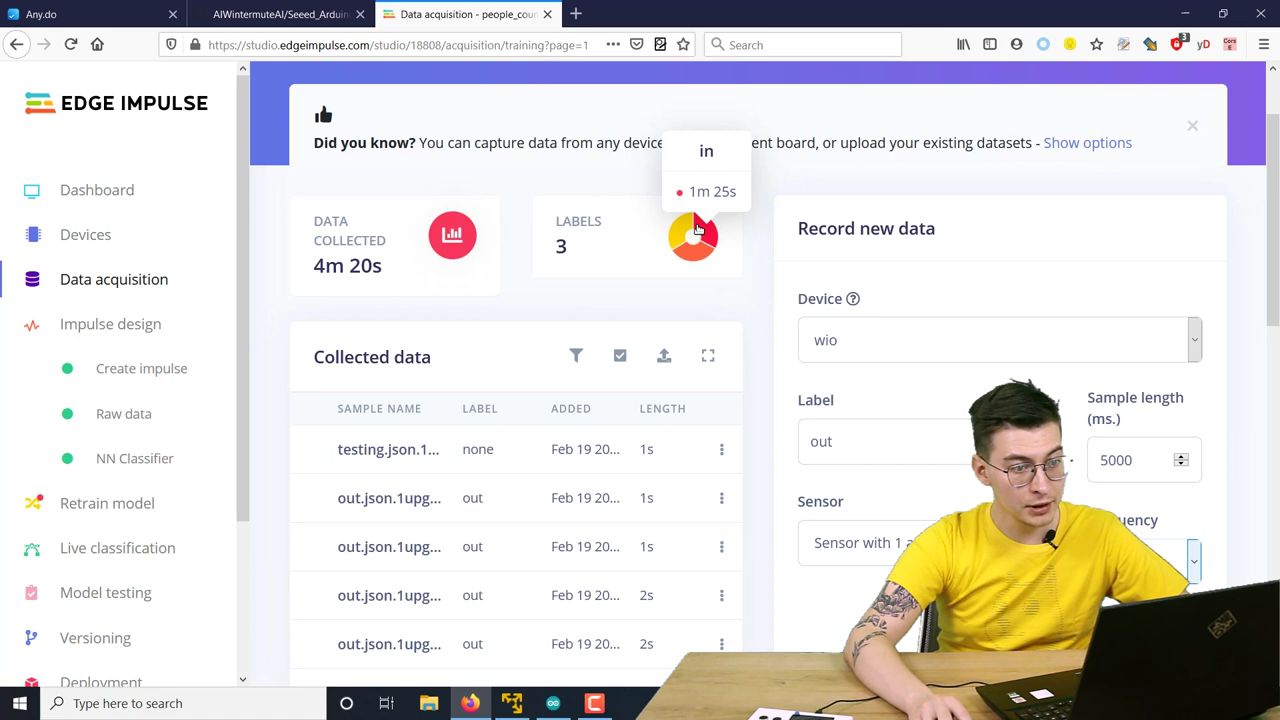 Any.do
AIWintermuteAI/Seeed_Arduin
Data acquisition - people_coun
https://studio.edgeimpulse.com/studio/18808/acquisition/training?page=1
Search
3
yD
EDGE IMPULSE
Dashboard
Devices
Data acquisition
Impulse design
Create impulse
Raw data
NN Classifier
Retrain model
Live classification
Model testing
Versioning
Deployment
Did you know? You can capture data from any device ent board, or upload your existing datasets - Show options
in
1m 25s
DATA
COLLECTED
4m 20s
LABELS
3
Collected data
SAMPLE NAME LABEL ADDED LENGTH
testing.json.1... none Feb 19 20... 1s
out.json.1upg... out Feb 19 20... 1s
out.json.1upg... out Feb 19 20... 1s
out.json.1upg... out Feb 19 20... 2s
out.json.1upg... out Feb 19 20... 2s
Record new data
Device
wio
Label
out
Sample length
(ms.)
5000
Sensor
Sensor with 1 a
quency
Type here to search